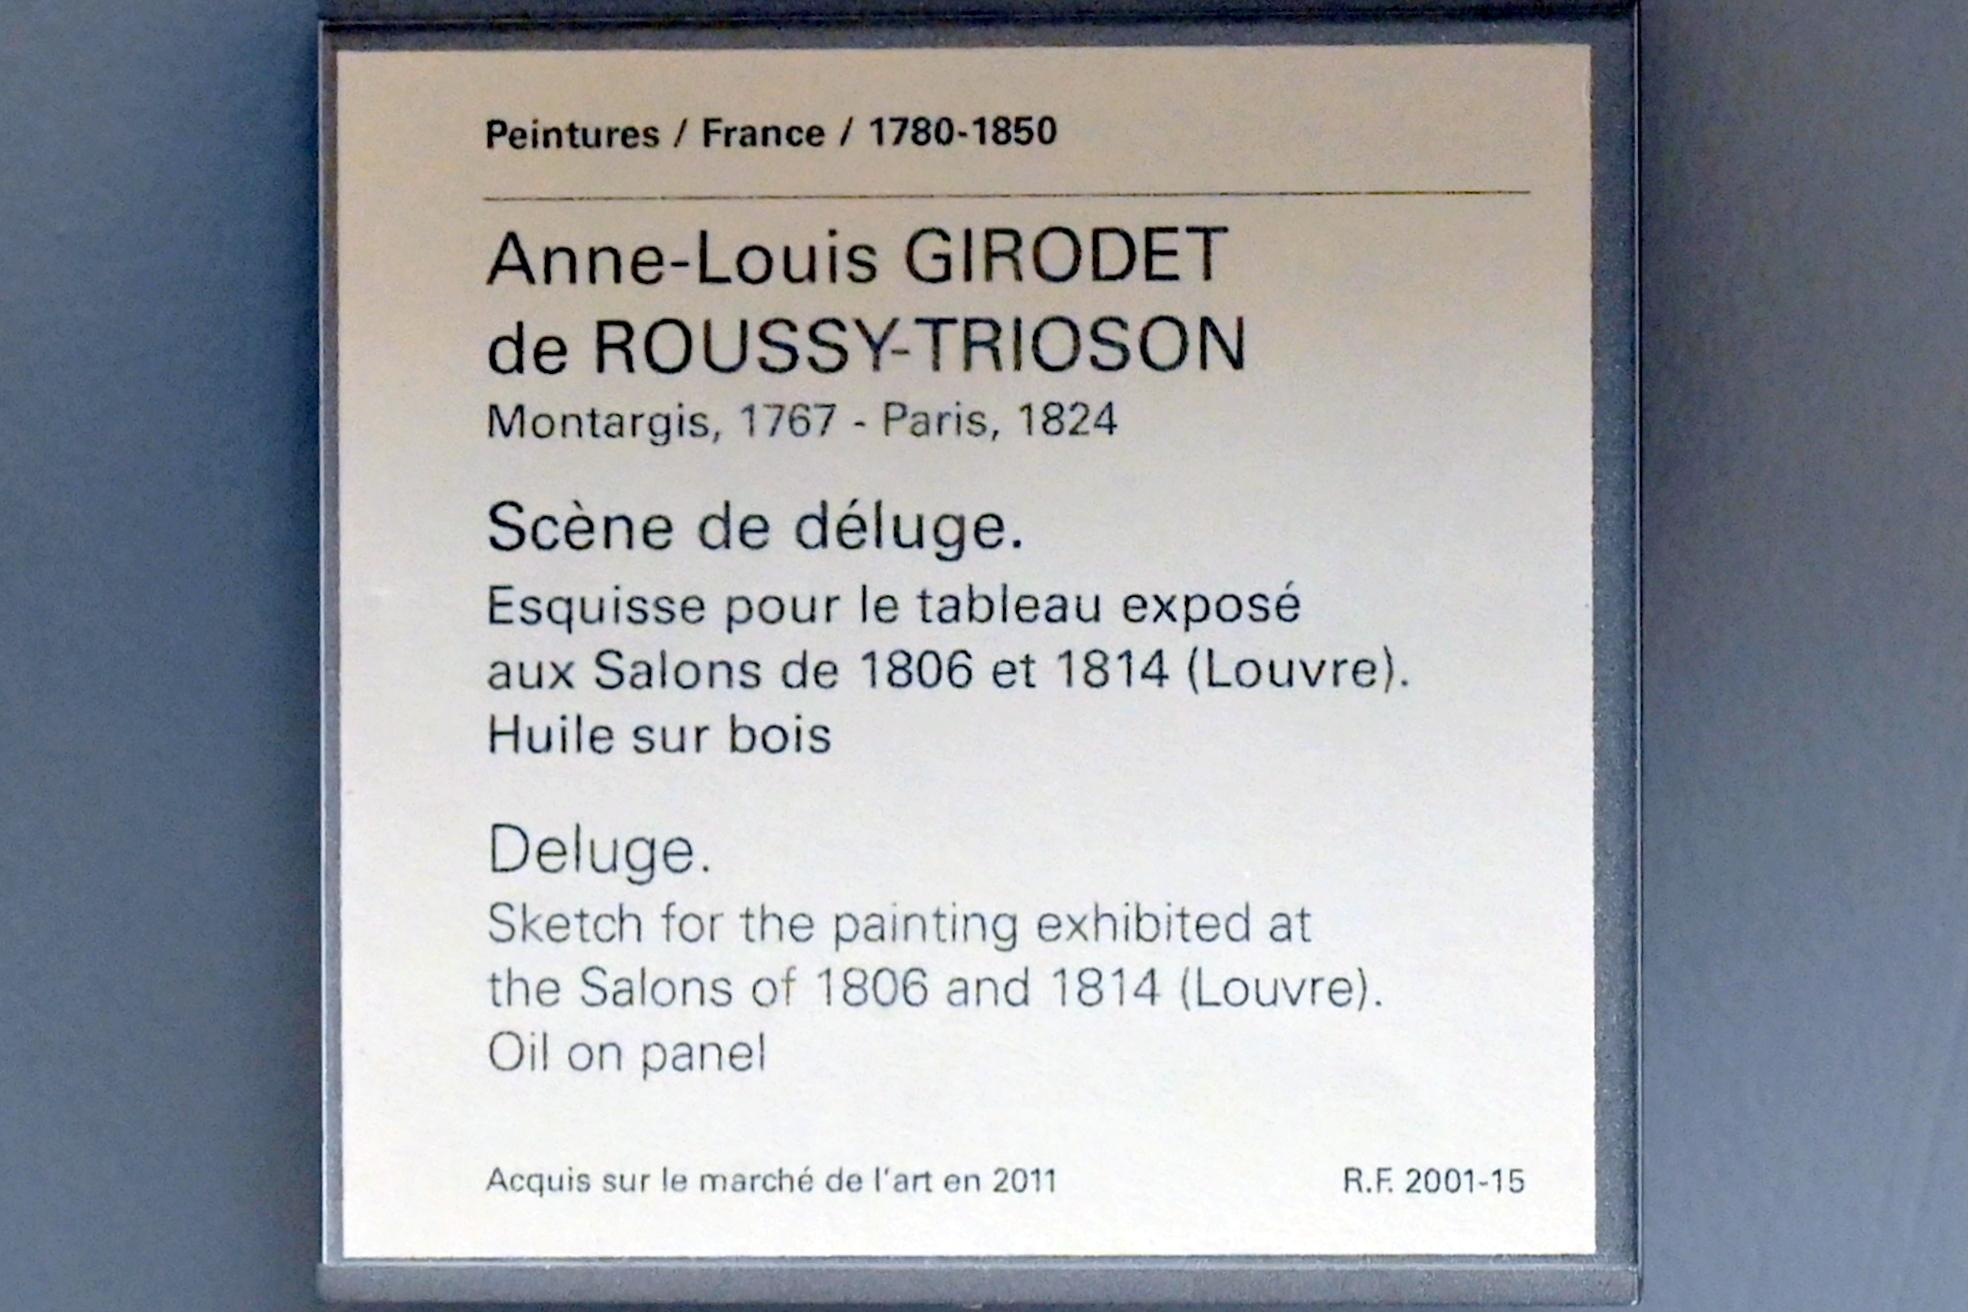 Peintures / France / 1780-1850
Anne-Louis GIRODET
de ROUSSY-TRIOSON
Montargis, 1767 - Paris, 1824
Scène de déluge.
Esquisse pour le tableau exposé
aux Salons de 1806 et 1814 (Louvre).
Huile sur bois
Deluge.
Sketch for the painting exhibited at
the Salons of 1806 and 1814 (Louvre).
Oil on panel
Acquis sur le marché de l'art en 2011 R.F. 2001-15